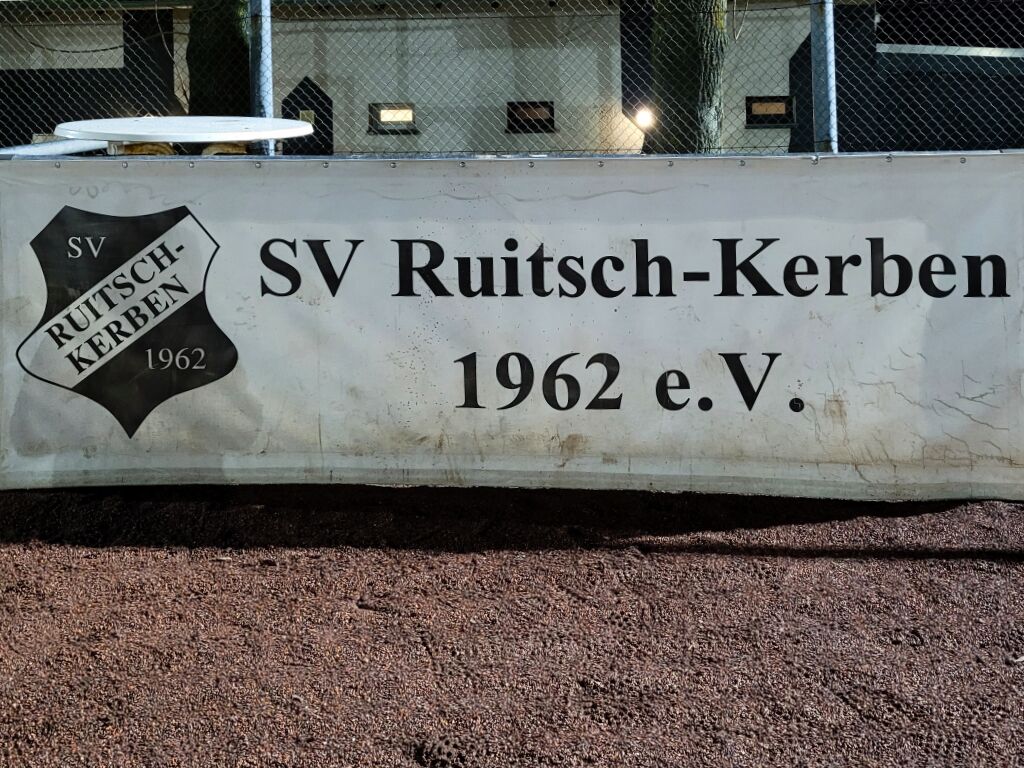 SV
RUITSCH-
KERBEN
1962
SV Ruitsch-Kerben
1962 e.V.